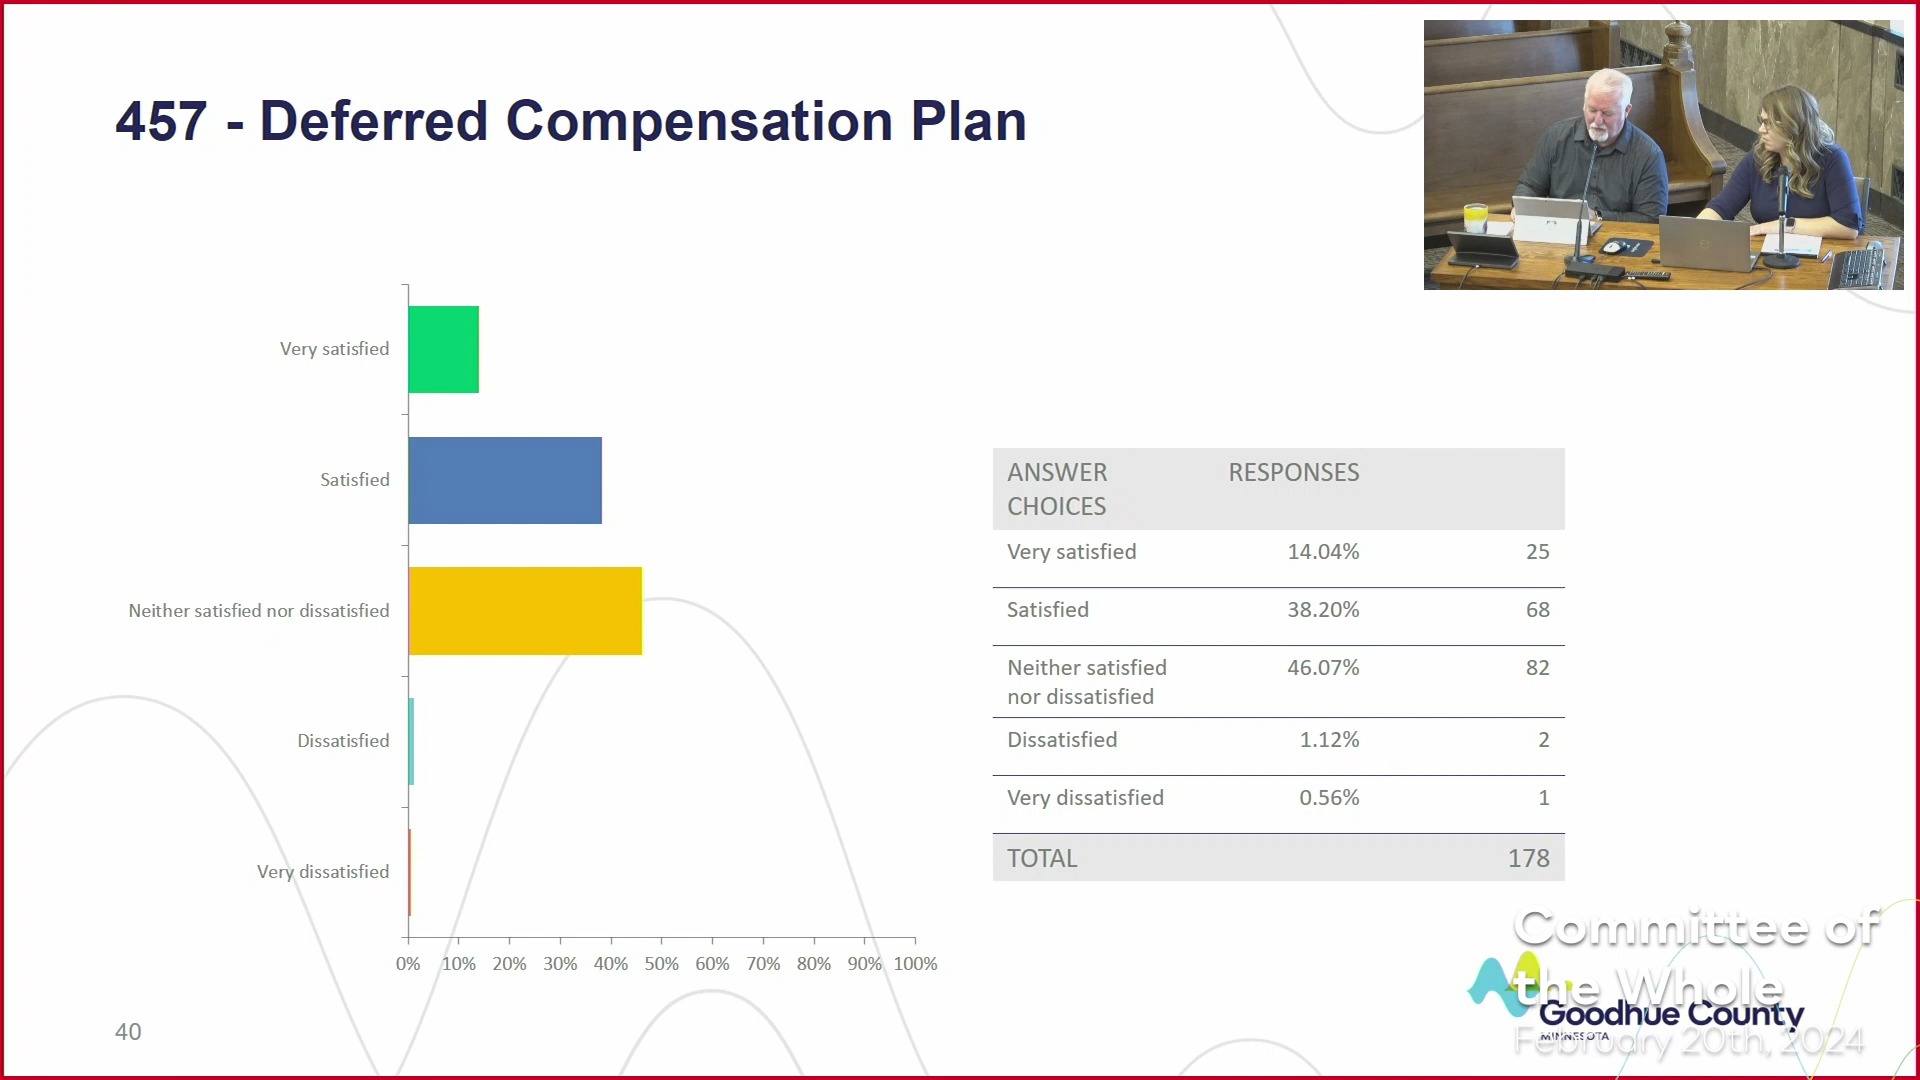 457 - Deferred Compensation Plan
Very satisfied
Satisfied
Neither satisfied nor dissatisfied
Dissatisfied
Very dissatisfied
0% 10% 20% 30% 40% 50% 60% 70% 80% 90% 100%
ANSWER CHOICES RESPONSES
Very satisfied 14.04% 25
Satisfied 38.20% 68
Neither satisfied nor dissatisfied 46.07% 82
Dissatisfied 1.12% 2
Very dissatisfied 0.56% 1
TOTAL 178
40
Committee of
the Whole
Goodhue County
MINNESOTA
February 20th, 2024